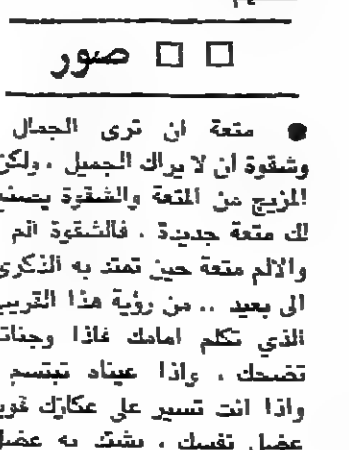 صور
● متعة ان ترى الجمال
وشقوة ان لا يراك الجميل . ولكن
المزيج من المتعة والشقوة يصنع
لك متعة جديدة . فالشقوة الم
والالم متعة حين تمتد به الذكرى
الى بعيد .. من رؤية هذا القريب
الذي تكلم امامك فاذا وجنات
تضحك . واذا عيناه تبتسم
واذا انت تسير على عكازك
عضل نفسك . يشتد به عضل